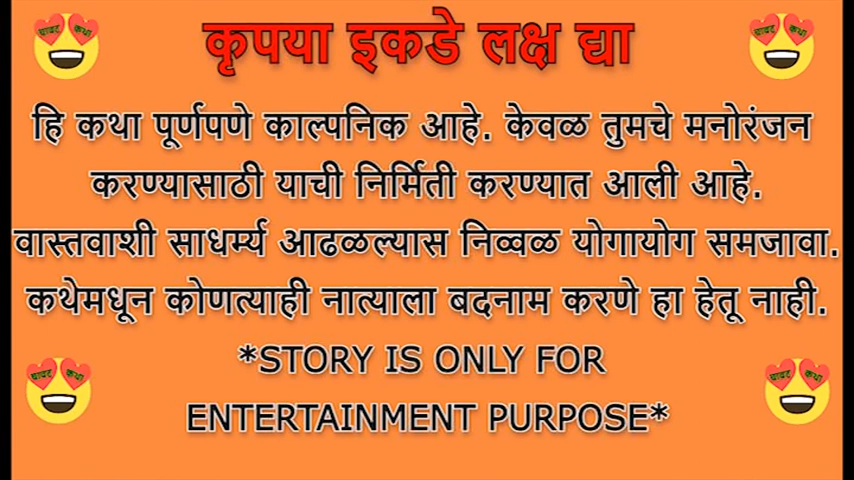 कृपया इकडे लक्ष द्या
हि कथा पूर्णपणे काल्पनिक आहे. केवळ तुमचे मनोरंजन
करण्यासाठी याची निर्मिती करण्यात आली आहे.
वास्तवाशी साधर्म्य आढळल्यास निव्वळ योगायोग समजावा.
कथेमधून कोणत्याही नात्याला बदनाम करणे हा हेतू नाही.
*STORY IS ONLY FOR
ENTERTAINMENT PURPOSE*